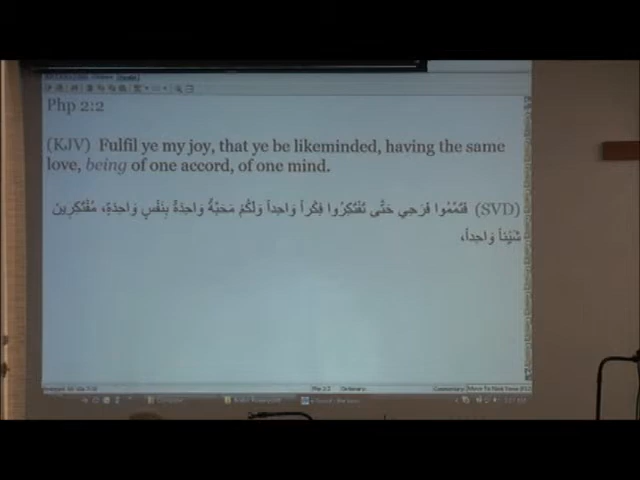 Php 2:2
(KJV) Fulfil ye my joy, that ye be likeminded, having the same
love, being of one accord, of one mind.
(SVD) فَتَمِّمُوا فَرَحِي حَتَّى تَفْتَكِرُوا فِكْراً وَاحِداً وَلَكُمْ مَحَبَّةٌ وَاحِدَةٌ بِنَفْسٍ وَاحِدَةٍ، مُفْتَكِرِينَ
شَيْئاً وَاحِداً،